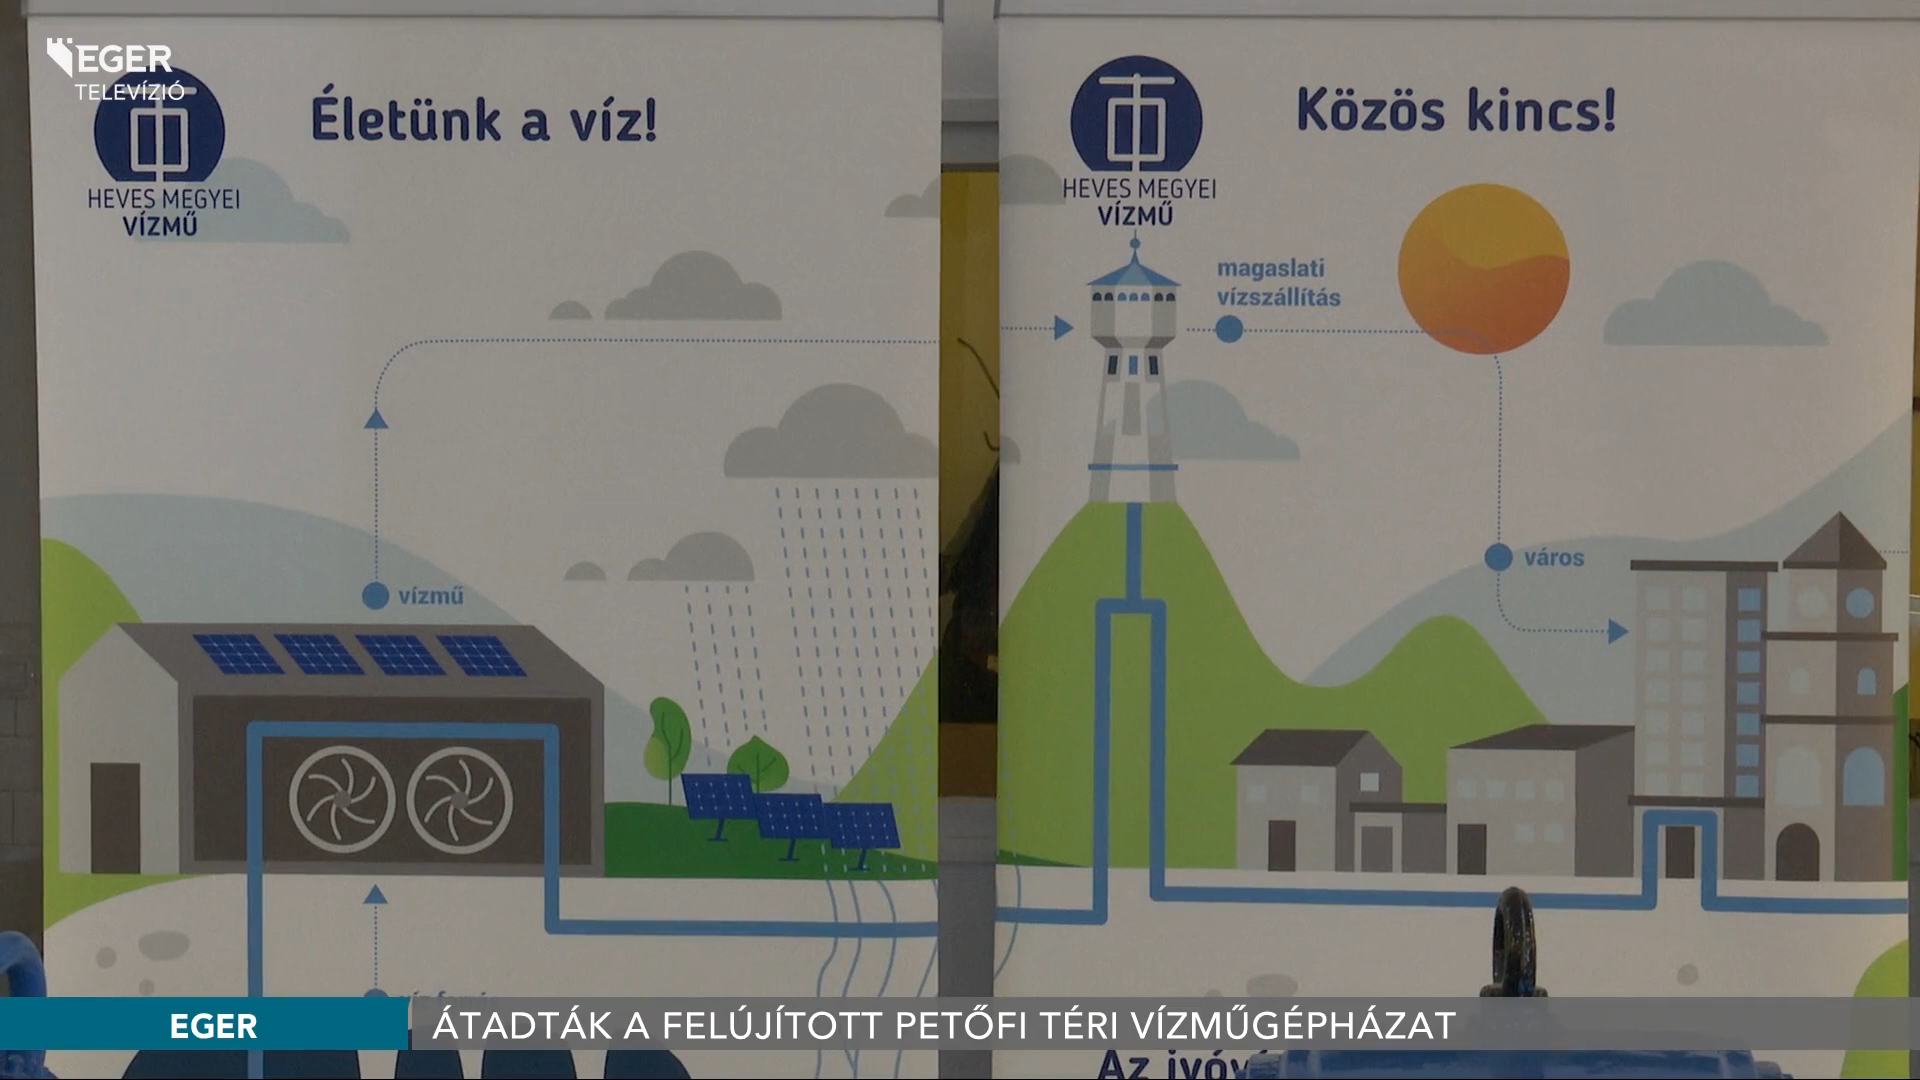 EGER
TELEVÍZIÓ
HEVES MEGYEI
VÍZMŰ
Életünk a víz!
vízmű
HEVES MEGYEI
VÍZMŰ
Közös kincs!
magaslati
vízszállítás
város
EGER
ÁTADTÁK A FELÚJÍTOTT PETŐFI TÉRI VÍZMŰGÉPHÁZAT
Az